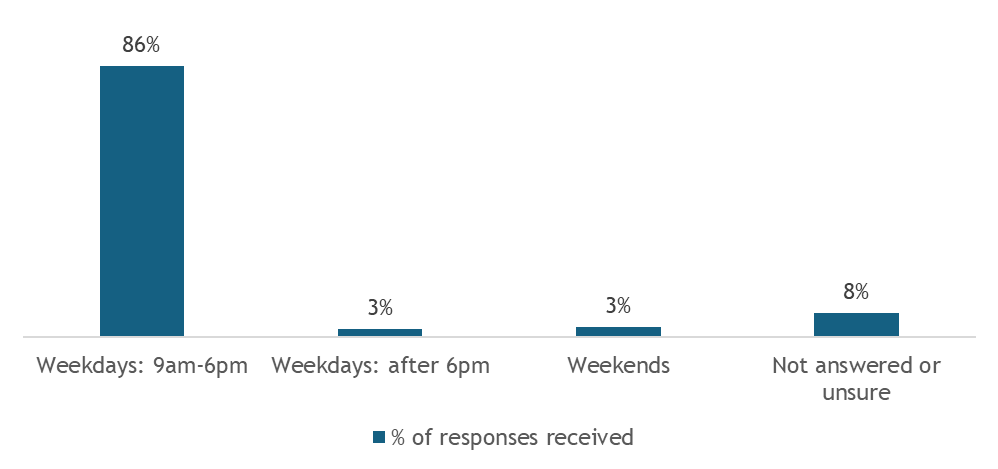 86%
3%
3%
8%
Weekdays: 9am-6pm
Weekdays: after 6pm
Weekends
Not answered or
unsure
% of responses received